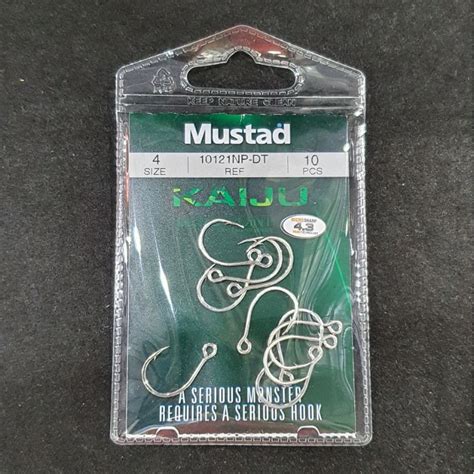 KEEP NATURE CLEAN
Mustad
4 10121NP-DT 10
SIZE REF PCS
KAIJU
4.3
A SERIOUS MONSTER
REQUIRES A SERIOUS HOOK